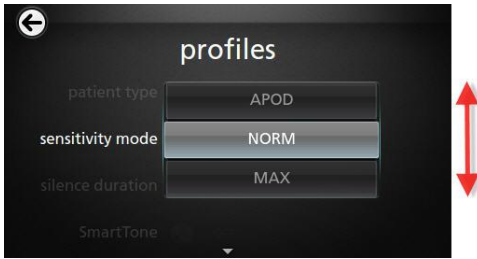 profiles
patient type
APOD
sensitivity mode
NORM
silence duration
MAX
SmartTone